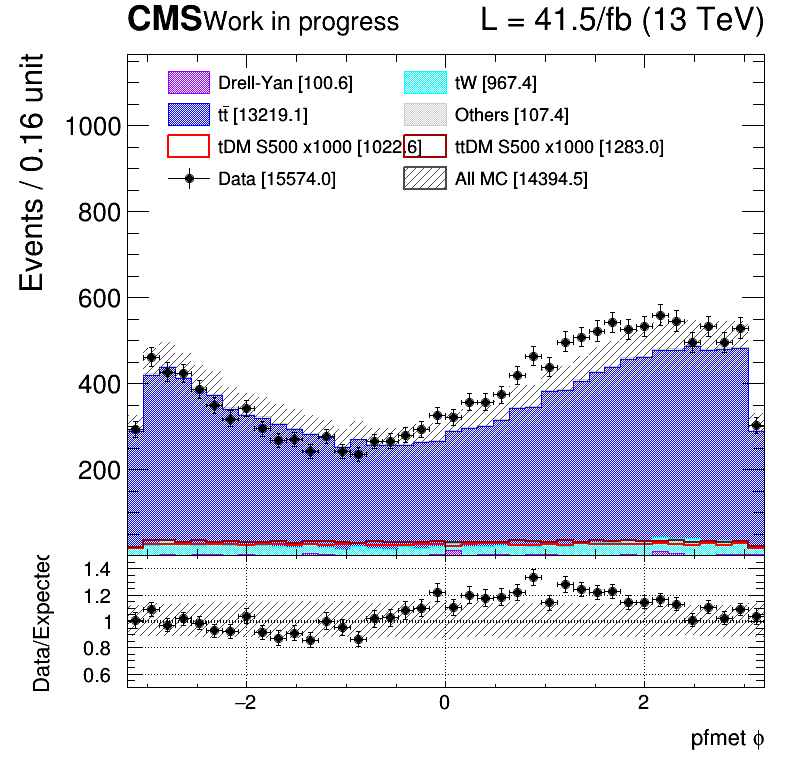 CMS Work in progress L = 41.5/fb (13 TeV)
Events / 0.16 unit
Drell-Yan [100.6] tW [967.4]
tt̄ [13219.1] Others [107.4]
tDM S500 x1000 [1022.6] ttDM S500 x1000 [1283.0]
Data [15574.0] All MC [14394.5]
1000
800
600
400
200
Data/Expected
1.4
1.2
1
0.8
0.6
−2 0 2
pfmet ϕ